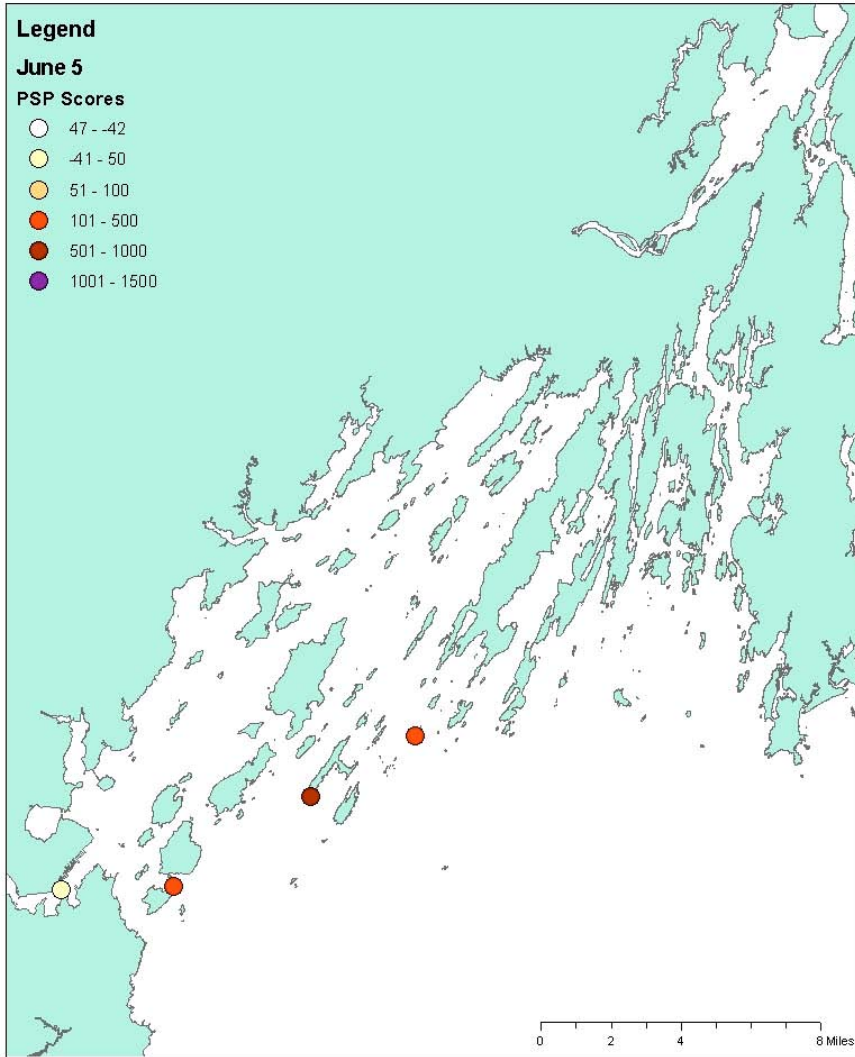 Legend
June 5
PSP Scores
47 - -42
-41 - 50
51 - 100
101 - 500
501 - 1000
1001 - 1500
0 2 4 8 Miles